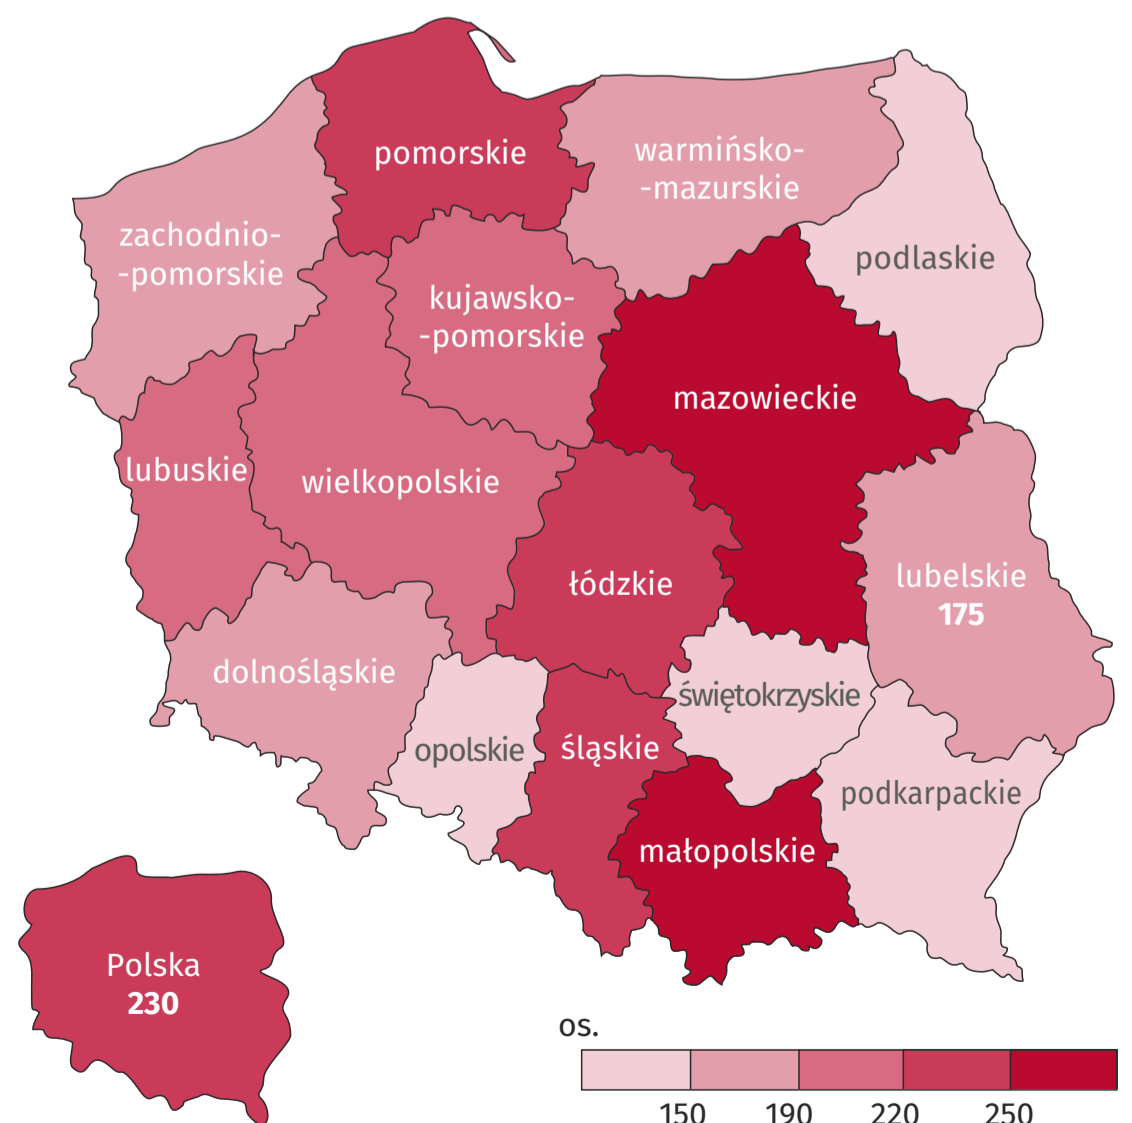 pomorskie
warmińsko-
-mazurskie
zachodnio-
-pomorskie
podlaskie
kujawsko-
-pomorskie
mazowieckie
lubuskie
wielkopolskie
łódzkie
lubelskie
175
dolnośląskie
świętokrzyskie
opolskie
śląskie
podkarpackie
małopolskie
Polska
230
os.
150 190 220 250